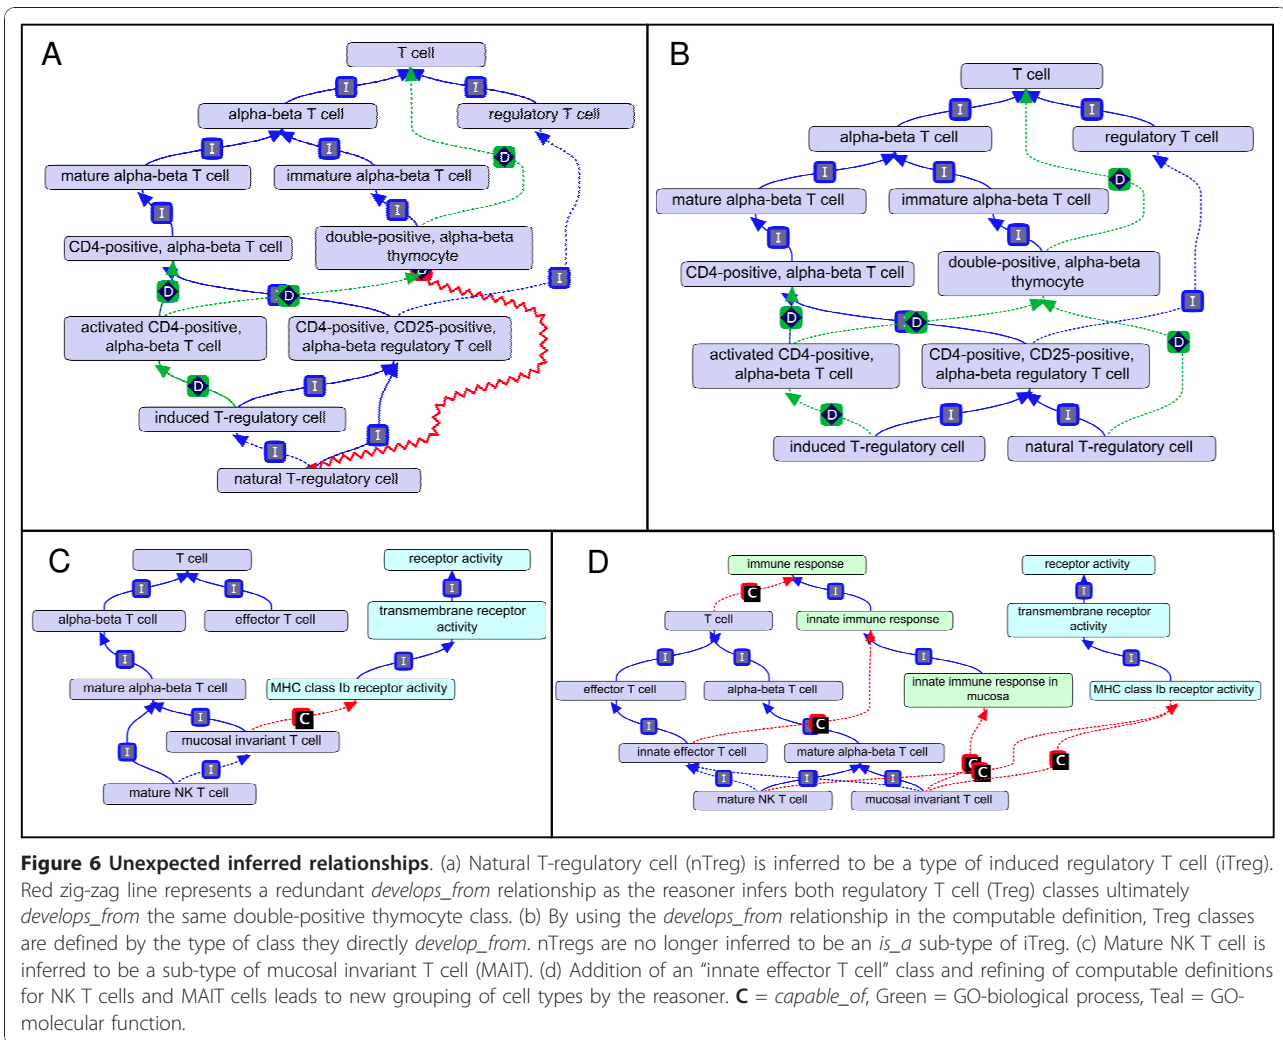 A
T cell
I
I
alpha-beta T cell
regulatory T cell
I
I
D
mature alpha-beta T cell
immature alpha-beta T cell
I
I
CD4-positive, alpha-beta T cell
double-positive, alpha-beta
thymocyte
D
I
D
D
I
activated CD4-positive,
alpha-beta T cell
CD4-positive, CD25-positive,
alpha-beta regulatory T cell
D
I
induced T-regulatory cell
I
I
natural T-regulatory cell
B
T cell
I
I
alpha-beta T cell
regulatory T cell
I
I
D
mature alpha-beta T cell
immature alpha-beta T cell
I
I
CD4-positive, alpha-beta T cell
double-positive, alpha-beta
thymocyte
I
D
D
D
activated CD4-positive,
alpha-beta T cell
CD4-positive, CD25-positive,
alpha-beta regulatory T cell
D
I
I
induced T-regulatory cell
natural T-regulatory cell
C
T cell
receptor activity
I
I
I
alpha-beta T cell
effector T cell
transmembrane receptor
activity
I
I
mature alpha-beta T cell
MHC class Ib receptor activity
I
C
mucosal invariant T cell
I
I
mature NK T cell
D
immune response
receptor activity
C
I
I
T cell
innate immune response
transmembrane receptor
activity
I
I
I
I
effector T cell
alpha-beta T cell
innate immune response in
mucosa
MHC class Ib receptor activity
I
C
innate effector T cell
mature alpha-beta T cell
C
C
C
I
I
mature NK T cell
mucosal invariant T cell
Figure 6 Unexpected inferred relationships. (a) Natural T-regulatory cell (nTreg) is inferred to be a type of induced regulatory T cell (iTreg).
Red zig-zag line represents a redundant develops_from relationship as the reasoner infers both regulatory T cell (Treg) classes ultimately
develops_from the same double-positive thymocyte class. (b) By using the develops_from relationship in the computable definition, Treg classes
are defined by the type of class they directly develop_from. nTregs are no longer inferred to be an is_a sub-type of iTreg. (c) Mature NK T cell is
inferred to be a sub-type of mucosal invariant T cell (MAIT). (d) Addition of an “innate effector T cell” class and refining of computable definitions
for NK T cells and MAIT cells leads to new grouping of cell types by the reasoner. C = capable_of, Green = GO-biological process, Teal = GO-
molecular function.